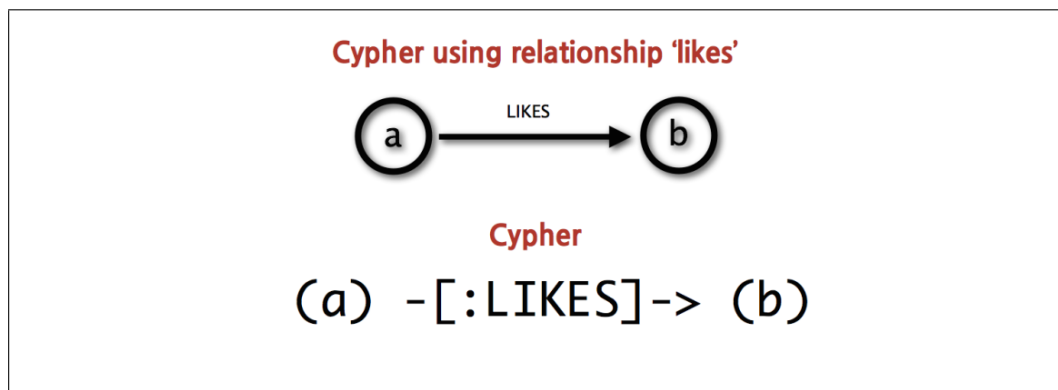 Cypher using relationship ‘likes’
LIKES
a
b
Cypher
(a) -[:LIKES]-> (b)